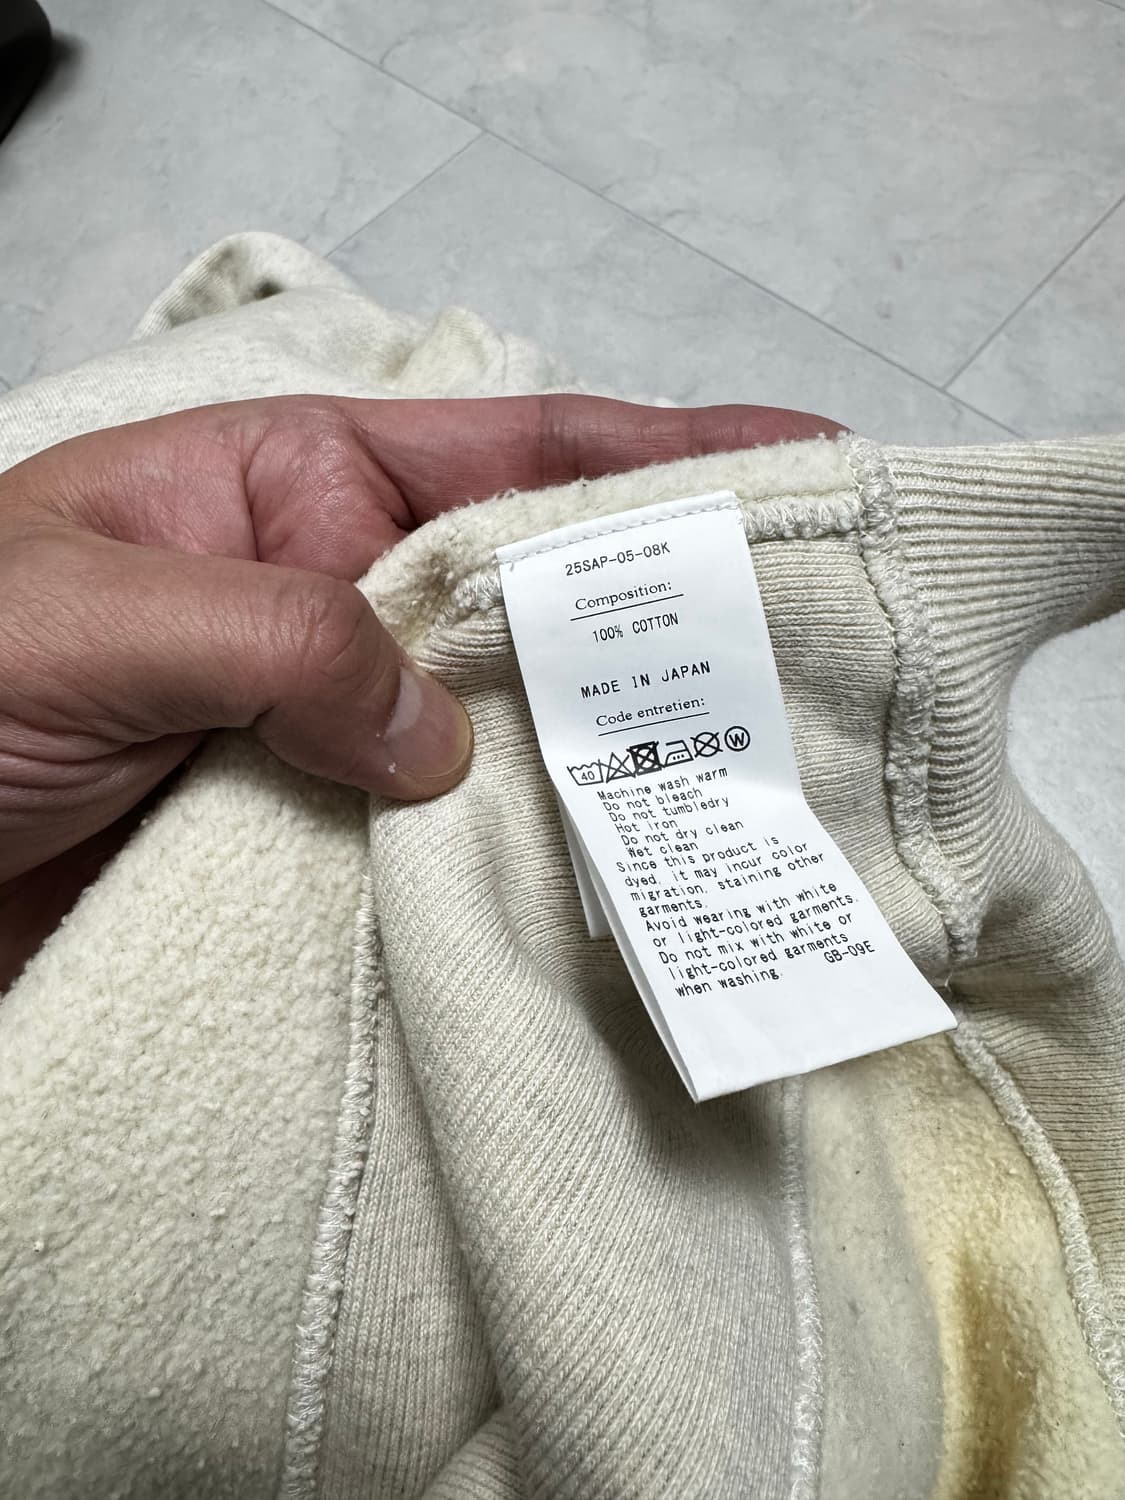 25SAP-05-08K
Composition:
100% COTTON
MADE IN JAPAN
Code entretien:
40 W
Machine wash warm
Do not bleach
Do not tumbledry
Hot iron
Do not dry clean
Wet clean
Since this product is
dyed, it may incur color
migration, staining other
garments.
Avoid wearing with white
or light-colored garments.
Do not mix with white or
light-colored garments
when washing. GB-09E